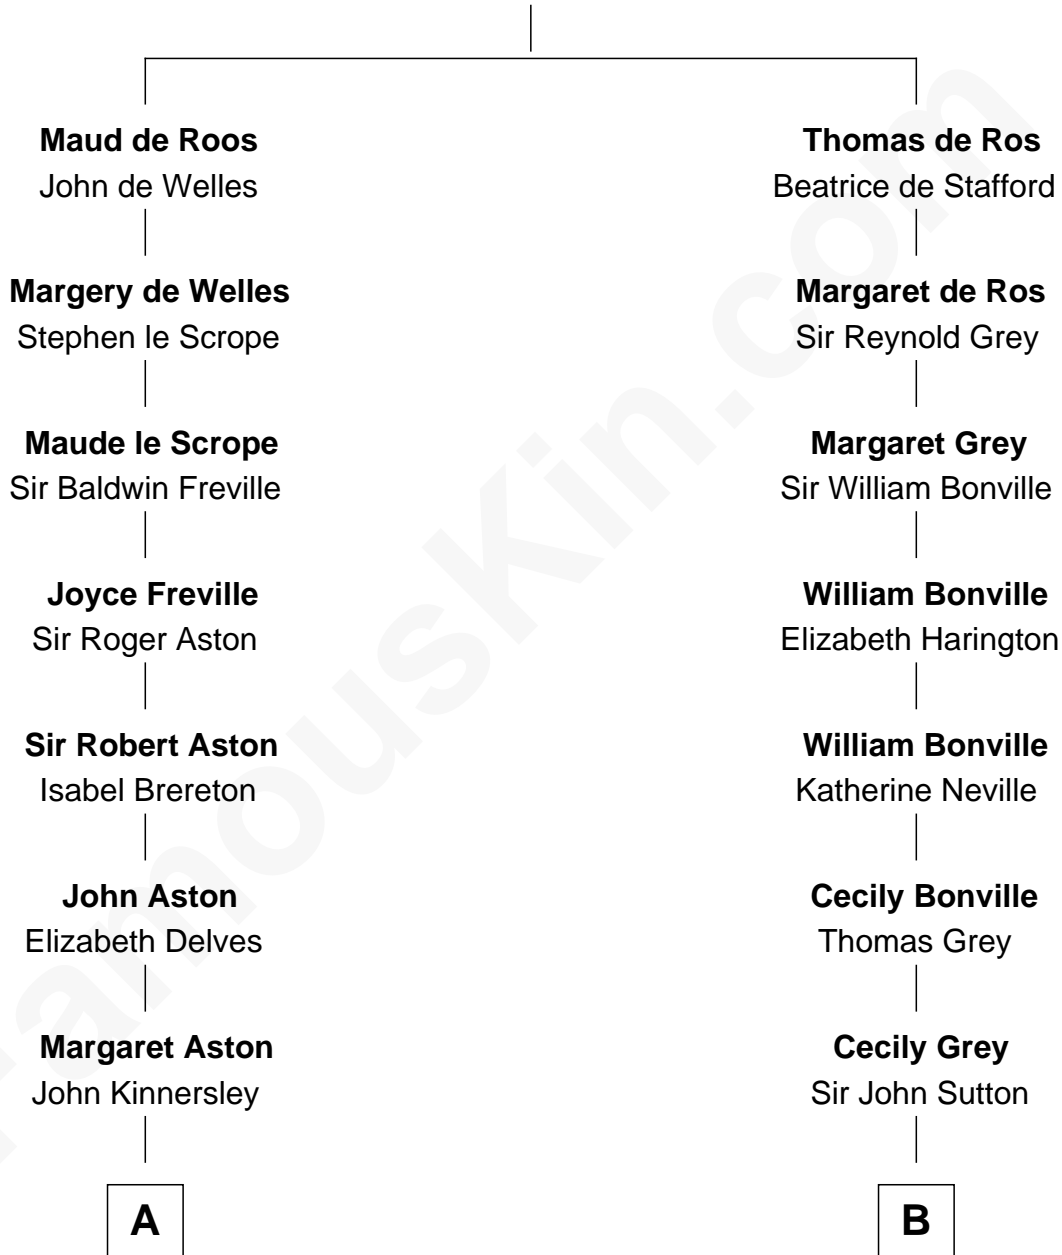 Maud de Roos
John de Welles
Thomas de Ros
Beatrice de Stafford
Margery de Welles
Stephen le Scrope
Margaret de Ros
Sir Reynold Grey
Maude le Scrope
Sir Baldwin Freville
Margaret Grey
Sir William Bonville
Joyce Freville
Sir Roger Aston
William Bonville
Elizabeth Harington
Sir Robert Aston
Isabel Brereton
William Bonville
Katherine Neville
John Aston
Elizabeth Delves
Cecily Bonville
Thomas Grey
Margaret Aston
John Kinnersley
Cecily Grey
Sir John Sutton
A
B
FamousKin.com